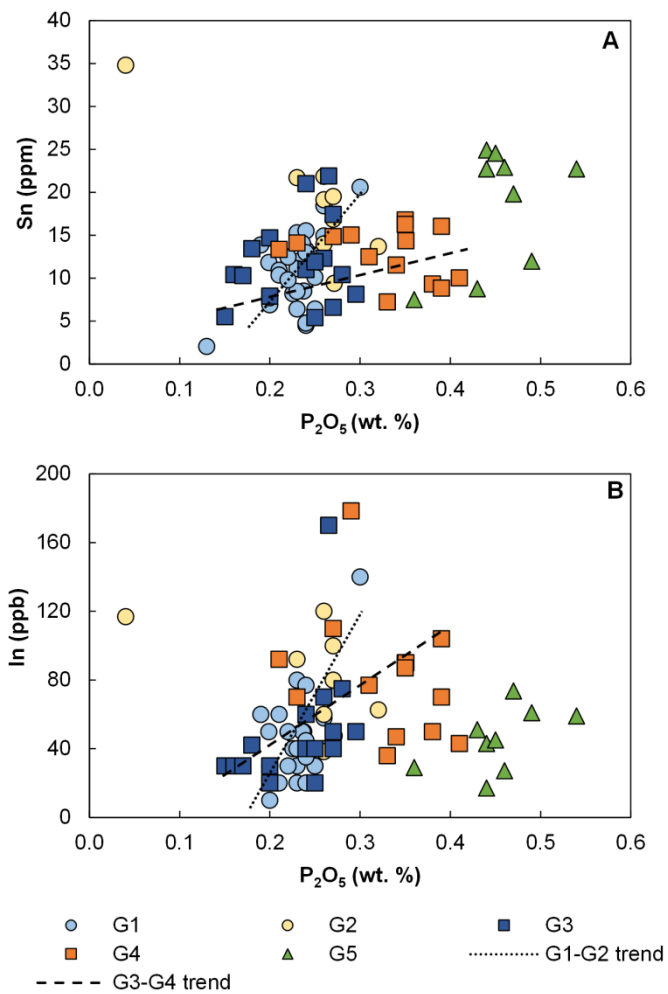 40
A
35
30
25
Sn (ppm)
20
15
10
5
0
0.0 0.1 0.2 0.3 0.4 0.5 0.6
P₂O₅ (wt. %)
200
B
160
120
In (ppb)
80
40
0
0.0 0.1 0.2 0.3 0.4 0.5 0.6
P₂O₅ (wt. %)
G1 G2 G3
G4 G5 G1-G2 trend
G3-G4 trend